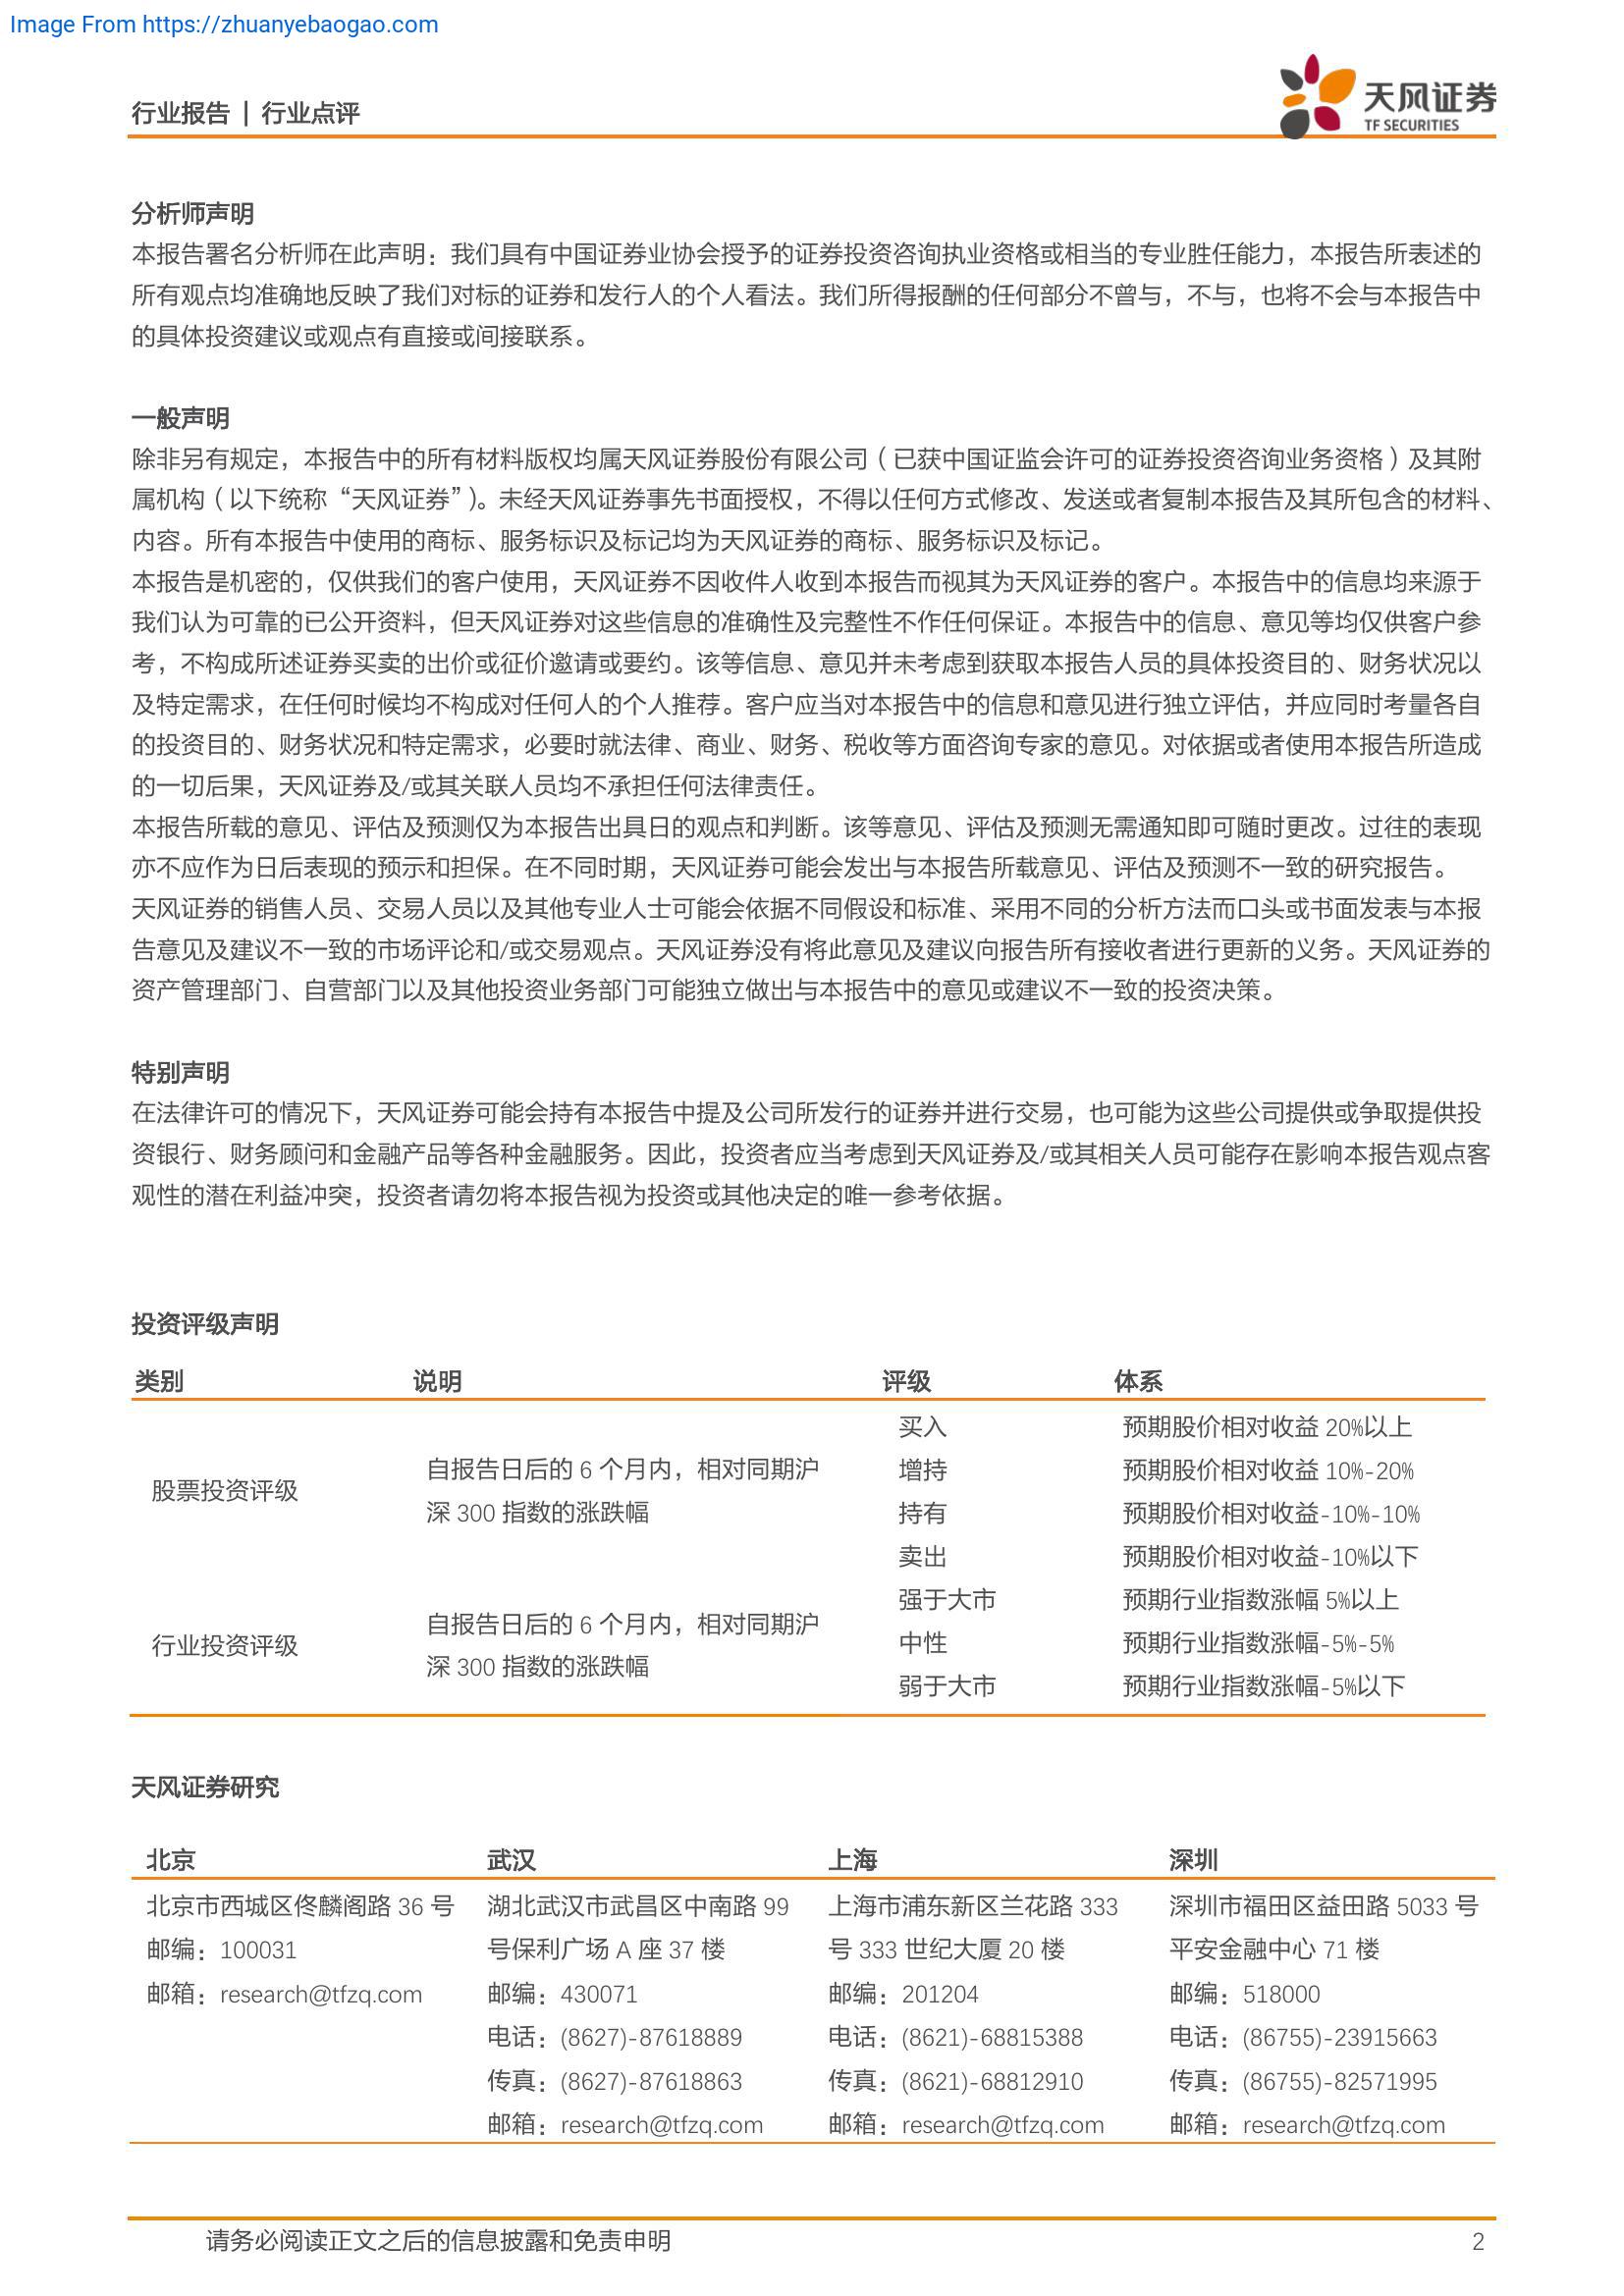 Image From https://zhuanyebaogao.com
行业报告 | 行业点评
天风证券
TF SECURITIES
分析师声明
本报告署名分析师在此声明：我们具有中国证券业协会授予的证券投资咨询执业资格或相当的专业胜任能力，本报告所表述的
所有观点均准确地反映了我们对标的证券和发行人的个人看法。我们所得报酬的任何部分不曾与，不与，也将不会与本报告中
的具体投资建议或观点有直接或间接联系。
一般声明
除非另有规定，本报告中的所有材料版权均属天风证券股份有限公司（已获中国证监会许可的证券投资咨询业务资格）及其附
属机构（以下统称“天风证券”）。未经天风证券事先书面授权，不得以任何方式修改、发送或者复制本报告及其所包含的材料、
内容。所有本报告中使用的商标、服务标识及标记均为天风证券的商标、服务标识及标记。
本报告是机密的，仅供我们的客户使用，天风证券不因收件人收到本报告而视其为天风证券的客户。本报告中的信息均来源于
我们认为可靠的已公开资料，但天风证券对这些信息的准确性及完整性不作任何保证。本报告中的信息、意见等均仅供客户参
考，不构成所述证券买卖的出价或征价邀请或要约。该等信息、意见并未考虑到获取本报告人员的具体投资目的、财务状况以
及特定需求，在任何时候均不构成对任何人的个人推荐。客户应当对本报告中的信息和意见进行独立评估，并应同时考量各自
的投资目的、财务状况和特定需求，必要时就法律、商业、财务、税收等方面咨询专家的意见。对依据或者使用本报告所造成
的一切后果，天风证券及/或其关联人员均不承担任何法律责任。
本报告所载的意见、评估及预测仅为本报告出具日的观点和判断。该等意见、评估及预测无需通知即可随时更改。过往的表现
亦不应作为日后表现的预示和担保。在不同时期，天风证券可能会发出与本报告所载意见、评估及预测不一致的研究报告。
天风证券的销售人员、交易人员以及其他专业人士可能会依据不同假设和标准、采用不同的分析方法而口头或书面发表与本报
告意见及建议不一致的市场评论和/或交易观点。天风证券没有将此意见及建议向报告所有接收者进行更新的义务。天风证券的
资产管理部门、自营部门以及其他投资业务部门可能独立做出与本报告中的意见或建议不一致的投资决策。
特别声明
在法律许可的情况下，天风证券可能会持有本报告中提及公司所发行的证券并进行交易，也可能为这些公司提供或争取提供投
资银行、财务顾问和金融产品等各种金融服务。因此，投资者应当考虑到天风证券及/或其相关人员可能存在影响本报告观点客
观性的潜在利益冲突，投资者请勿将本报告视为投资或其他决定的唯一参考依据。
投资评级声明
类别 说明 评级 体系
买入 预期股价相对收益 20%以上
股票投资评级 自报告日后的 6 个月内，相对同期沪 增持 预期股价相对收益 10%-20%
深 300 指数的涨跌幅 持有 预期股价相对收益-10%-10%
卖出 预期股价相对收益-10%以下
强于大市 预期行业指数涨幅 5%以上
行业投资评级 自报告日后的 6 个月内，相对同期沪 中性 预期行业指数涨幅-5%-5%
深 300 指数的涨跌幅 弱于大市 预期行业指数涨幅-5%以下
天风证券研究
北京 武汉 上海 深圳
北京市西城区佟麟阁路 36 号 湖北武汉市武昌区中南路 99 上海市浦东新区兰花路 333 深圳市福田区益田路 5033 号
邮编：100031 号保利广场 A 座 37 楼 号 333 世纪大厦 20 楼 平安金融中心 71 楼
邮箱：research@tfzq.com 邮编：430071 邮编：201204 邮编：518000
电话：(8627)-87618889 电话：(8621)-68815388 电话：(86755)-23915663
传真：(8627)-87618863 传真：(8621)-68812910 传真：(86755)-82571995
邮箱：research@tfzq.com 邮箱：research@tfzq.com 邮箱：research@tfzq.com
请务必阅读正文之后的信息披露和免责申明 2